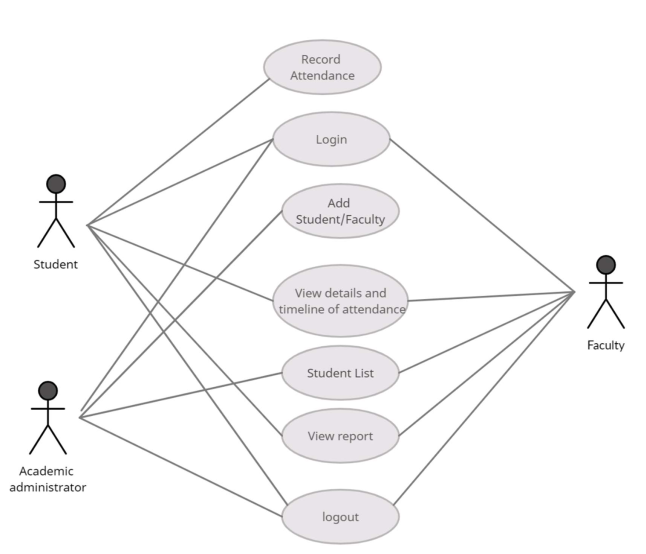 Record
Attendance
Login
Add
Student/Faculty
Student
View details and
timeline of attendance
Faculty
Student List
View report
Academic
administrator
logout